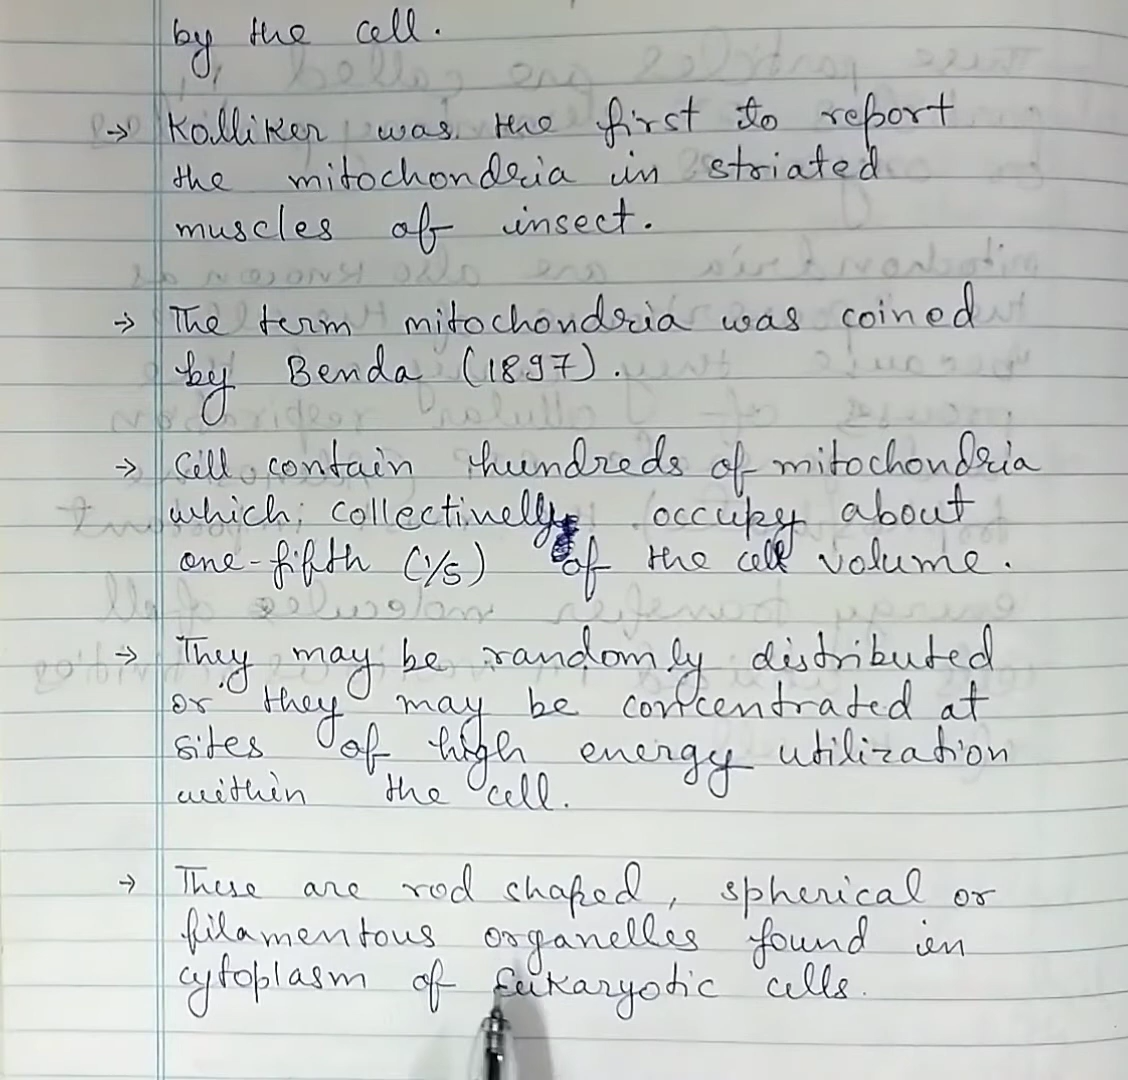 by the cell.
→ Kolliker was the first to report
the mitochondria in striated
muscles of insect.
→ The term mitochondria was coined
by Benda (1897).
→ Cell contain hundreds of mitochondria
which collectively occupy about
one-fifth (1/5) of the cell volume.
→ They may be randomly distributed
or they may be concentrated at
sites of high energy utilization
within the cell.
→ These are rod shaped, spherical or
filamentous organelles found in
cytoplasm of Eukaryotic cells.